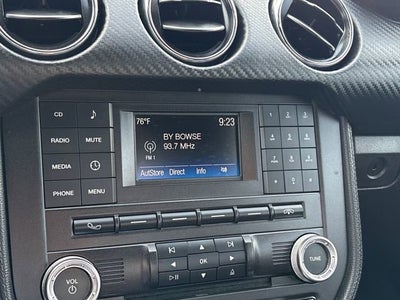 CD
RADIO MUTE
MEDIA
PHONE MENU
76°F 9:23
BY BOWSE
93.7 MHz
FM 1
AutStore Direct Info
OK
VOL
TUNE